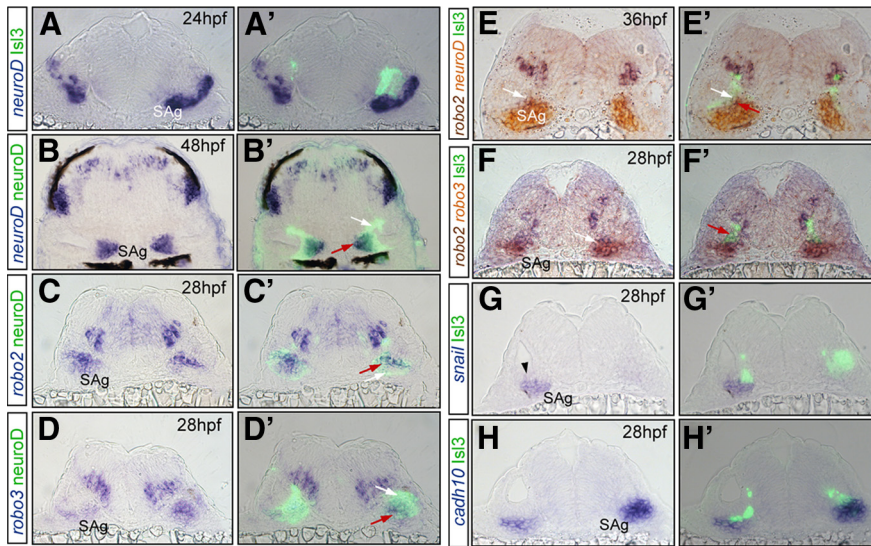 A
24hpf
SAg
neuroD Isl3
A'
B
48hpf
SAg
neuroD neuroD
B'
C
28hpf
SAg
robo2 neuroD
C'
D
28hpf
SAg
robo3 neuroD
D'
E
36hpf
SAg
robo2 neuroD Isl3
E'
F
28hpf
SAg
robo2 robo3 Isl3
F'
G
28hpf
SAg
snail Isl3
G'
H
28hpf
SAg
cadh10 Isl3
H'